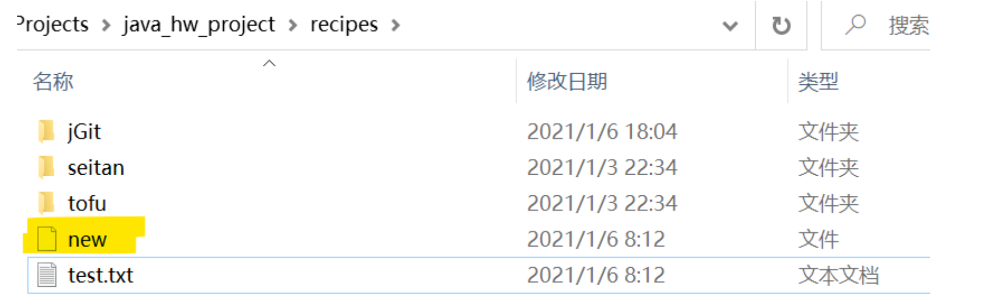 Projects > java_hw_project > recipes > 搜索
名称 修改日期 类型
jGit 2021/1/6 18:04 文件夹
seitan 2021/1/3 22:34 文件夹
tofu 2021/1/3 22:34 文件夹
new 2021/1/6 8:12 文件
test.txt 2021/1/6 8:12 文本文档